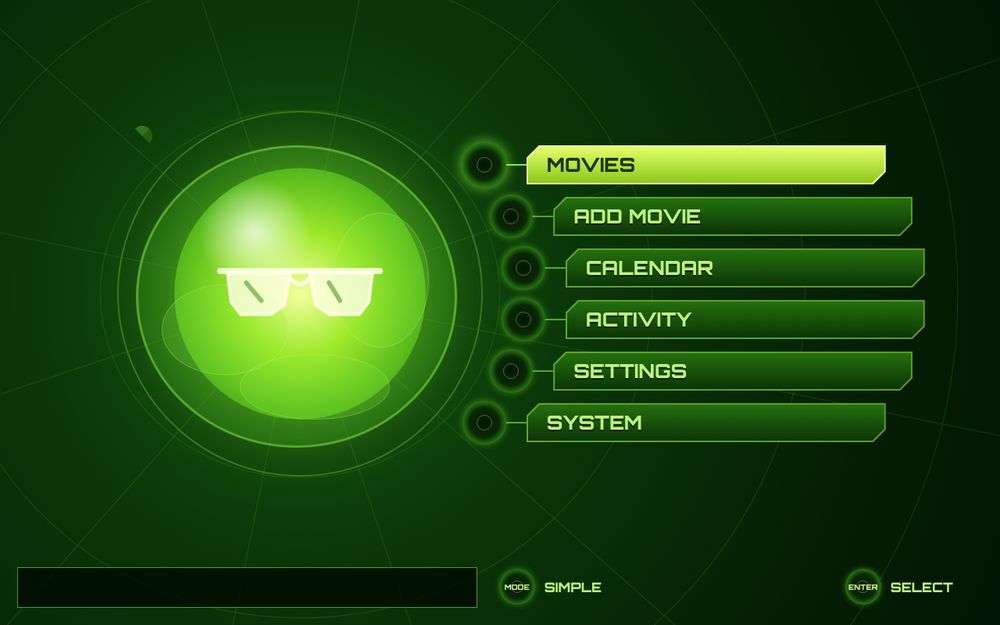 MOVIES
ADD MOVIE
CALENDAR
ACTIVITY
SETTINGS
SYSTEM
MODE SIMPLE
ENTER SELECT